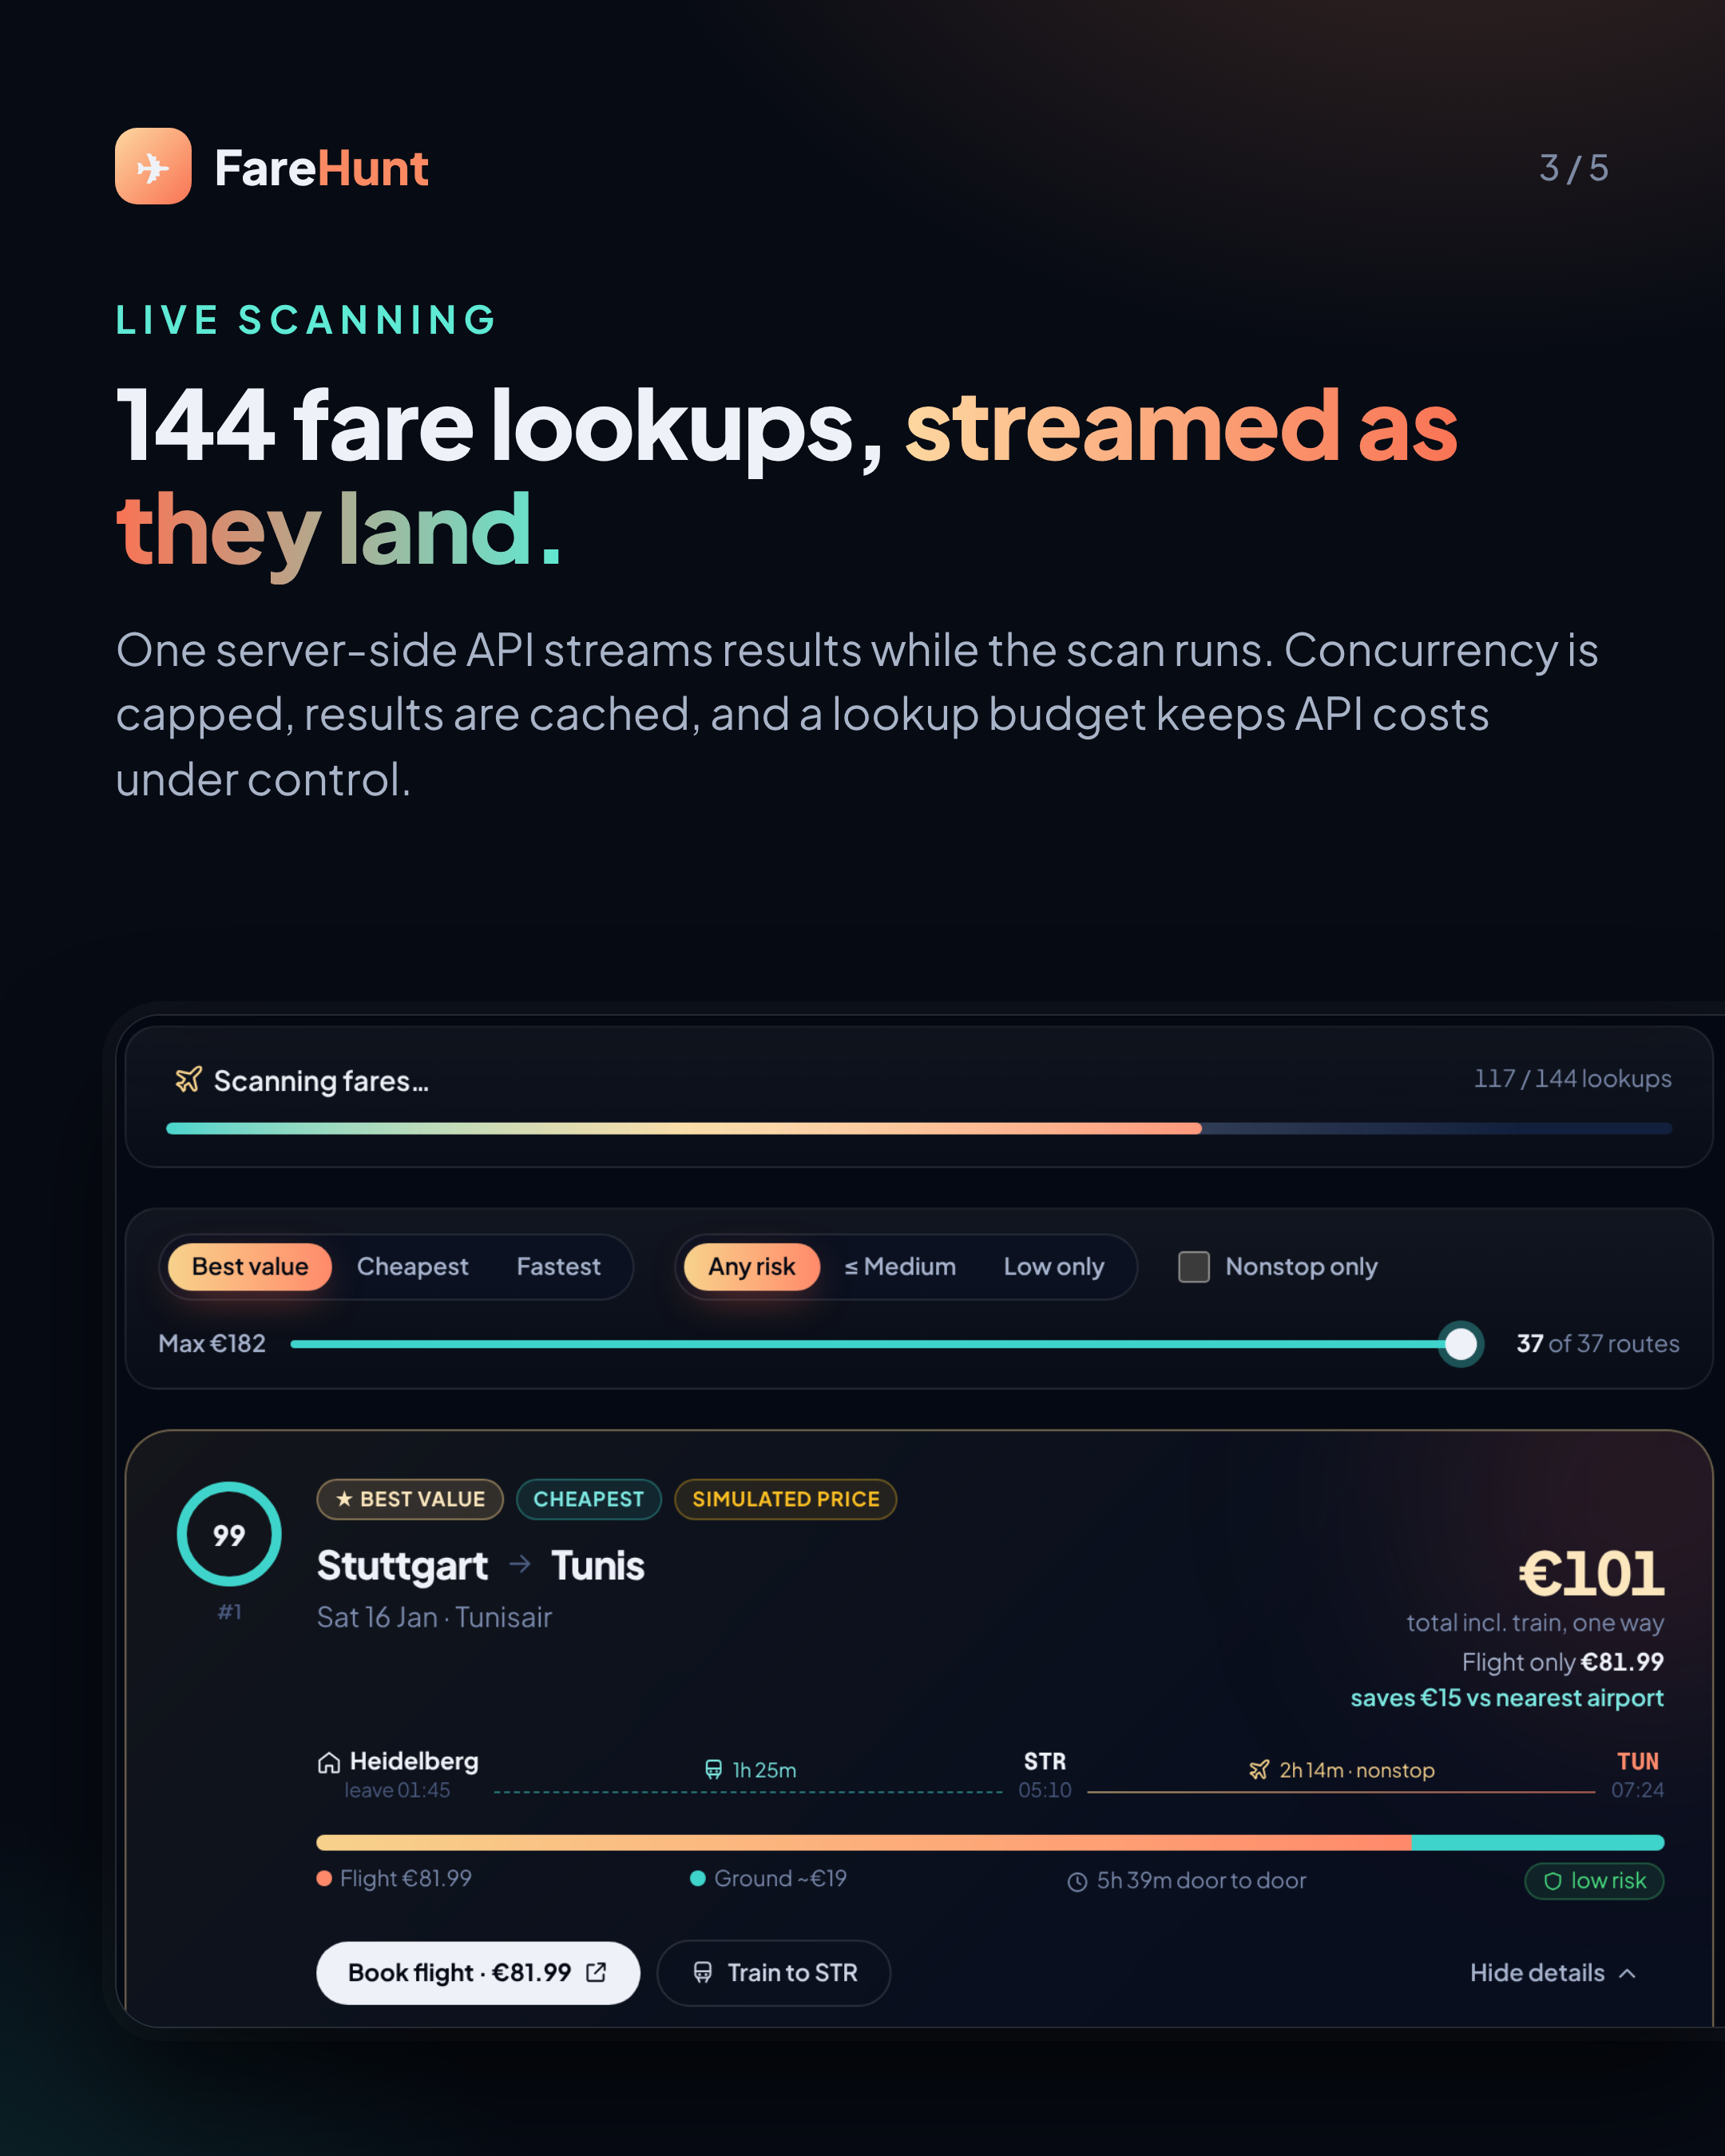 FareHunt
3 / 5
LIVE SCANNING
144 fare lookups, streamed as
they land.
One server-side API streams results while the scan runs. Concurrency is
capped, results are cached, and a lookup budget keeps API costs
under control.
Scanning fares…
117 / 144 lookups
Best value Cheapest Fastest Any risk ≤ Medium Low only Nonstop only
Max €182 37 of 37 routes
★ BEST VALUE CHEAPEST SIMULATED PRICE
99
#1
Stuttgart → Tunis
Sat 16 Jan · Tunisair
€101
total incl. train, one way
Flight only €81.99
saves €15 vs nearest airport
Heidelberg 1h 25m STR 2h 14m · nonstop TUN
leave 01:45 05:10 07:24
Flight €81.99 Ground ~€19 5h 39m door to door low risk
Book flight · €81.99 Train to STR Hide details